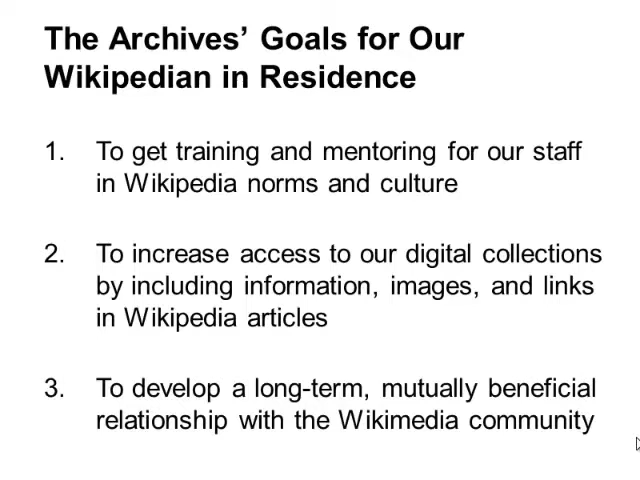 The Archives’ Goals for Our
Wikipedian in Residence
1. To get training and mentoring for our staff
in Wikipedia norms and culture
2. To increase access to our digital collections
by including information, images, and links
in Wikipedia articles
3. To develop a long-term, mutually beneficial
relationship with the Wikimedia community